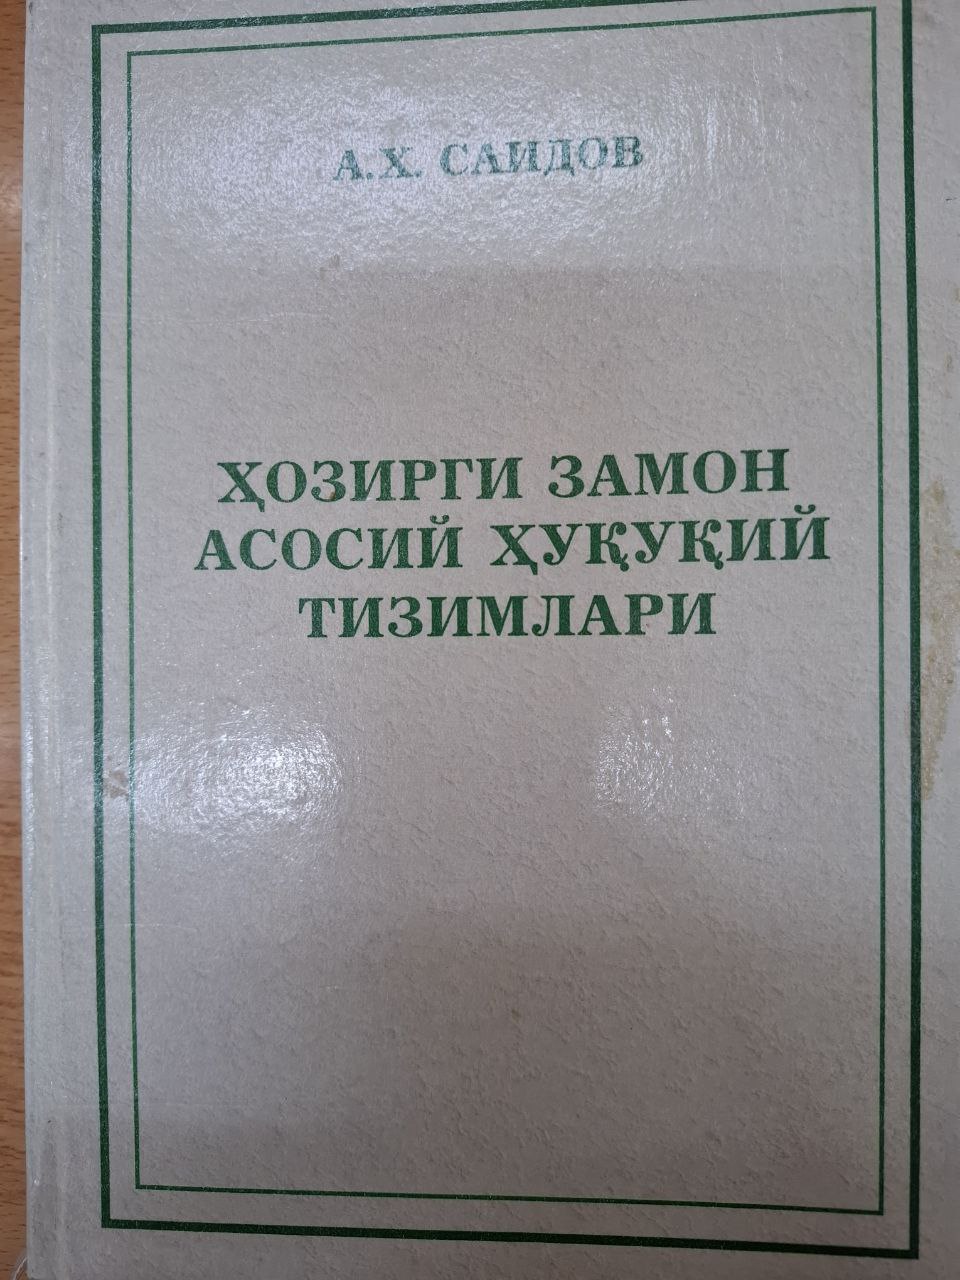 А.Х. САИДОВ
ҲОЗИРГИ ЗАМОН
АСОСИЙ ҲУҚУҚИЙ
ТИЗИМЛАРИ